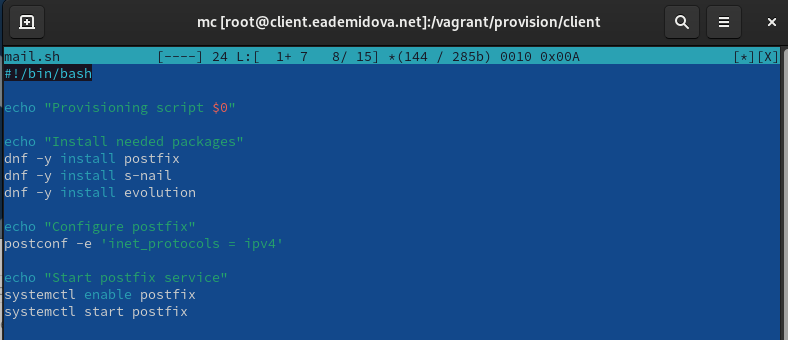 mc [root@client.eademidova.net]:/vagrant/provision/client
mail.sh [----] 24 L:[ 1+ 7 8/ 15] *(144 / 285b) 0010 0x00A [*][X]
#!/bin/bash
echo "Provisioning script $0"
echo "Install needed packages"
dnf -y install postfix
dnf -y install s-nail
dnf -y install evolution
echo "Configure postfix"
postconf -e 'inet_protocols = ipv4'
echo "Start postfix service"
systemctl enable postfix
systemctl start postfix